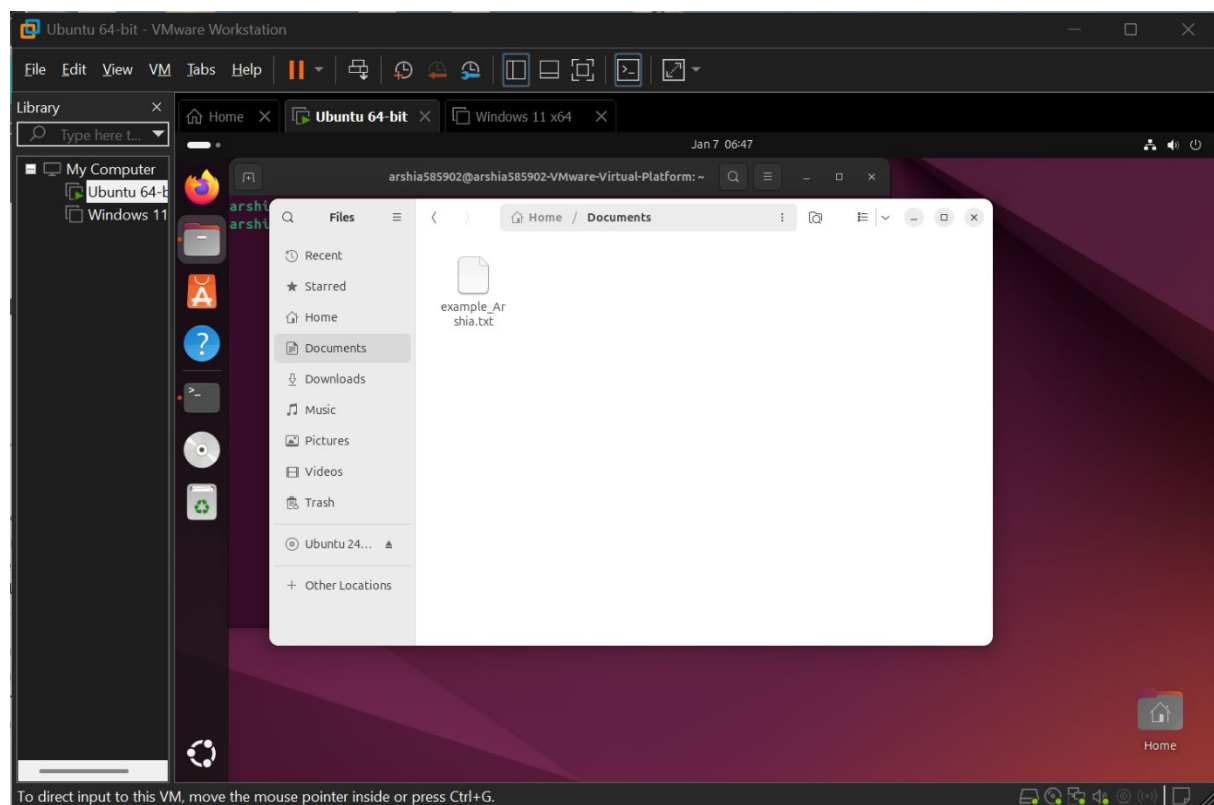 Ubuntu 64-bit - VMware Workstation
File Edit View VM Tabs Help
Library
Type here t...
My Computer
Ubuntu 64-b
Windows 11
Home
Ubuntu 64-bit
Windows 11 x64
Jan 7 06:47
arshia585902@arshia585902-VMware-Virtual-Platform: ~
arshi
arshi
Files
Home / Documents
Recent
Starred
Home
Documents
Downloads
Music
Pictures
Videos
Trash
Ubuntu 24...
Other Locations
example_Ar
shia.txt
Home
To direct input to this VM, move the mouse pointer inside or press Ctrl+G.